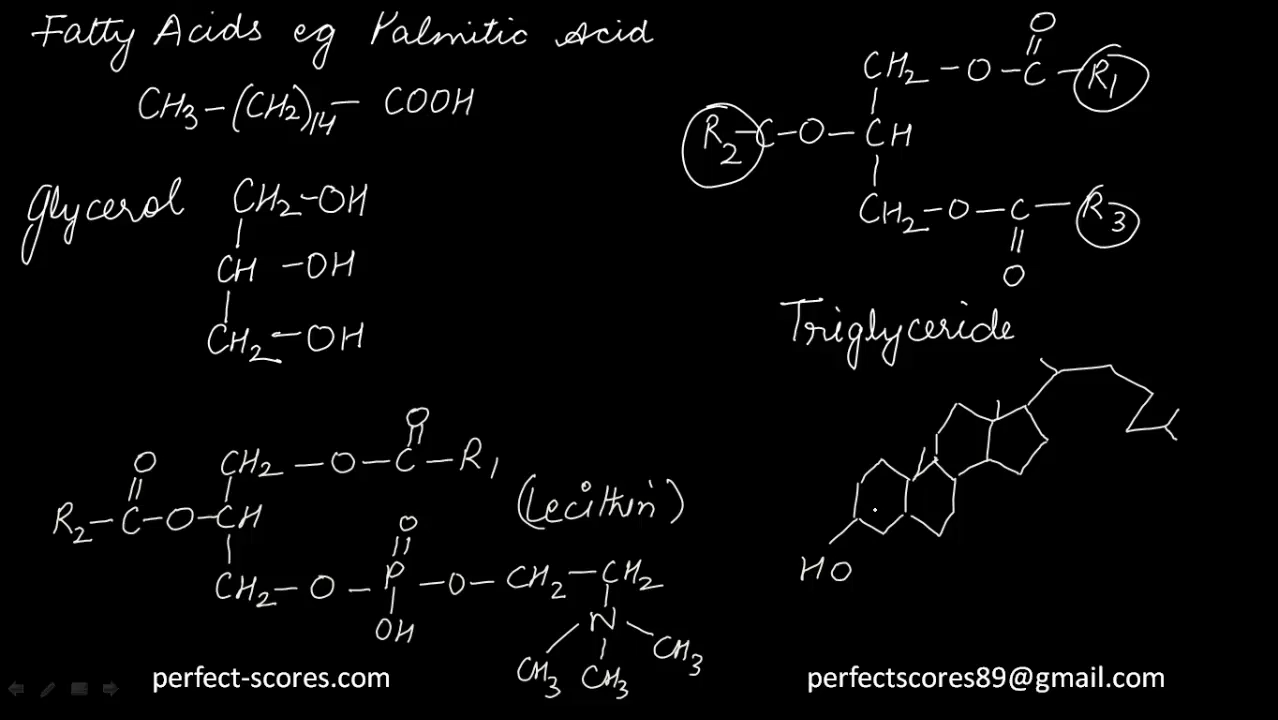 Fatty Acids eg Palmitic Acid
CH3-(CH2)14-COOH
Glycerol
CH2-OH
CH-OH
CH2-OH
O
CH2-O-C-R1
R2-C-O-CH
CH2-O-C-R3
O
Triglyceride
O
CH2-O-C-R1
O
R2-C-O-CH
(Lecithin)
O
CH2-O-P-O-CH2-CH2
OH
N
CH3 CH3 CH3
HO
perfect-scores.com
perfectscores89@gmail.com